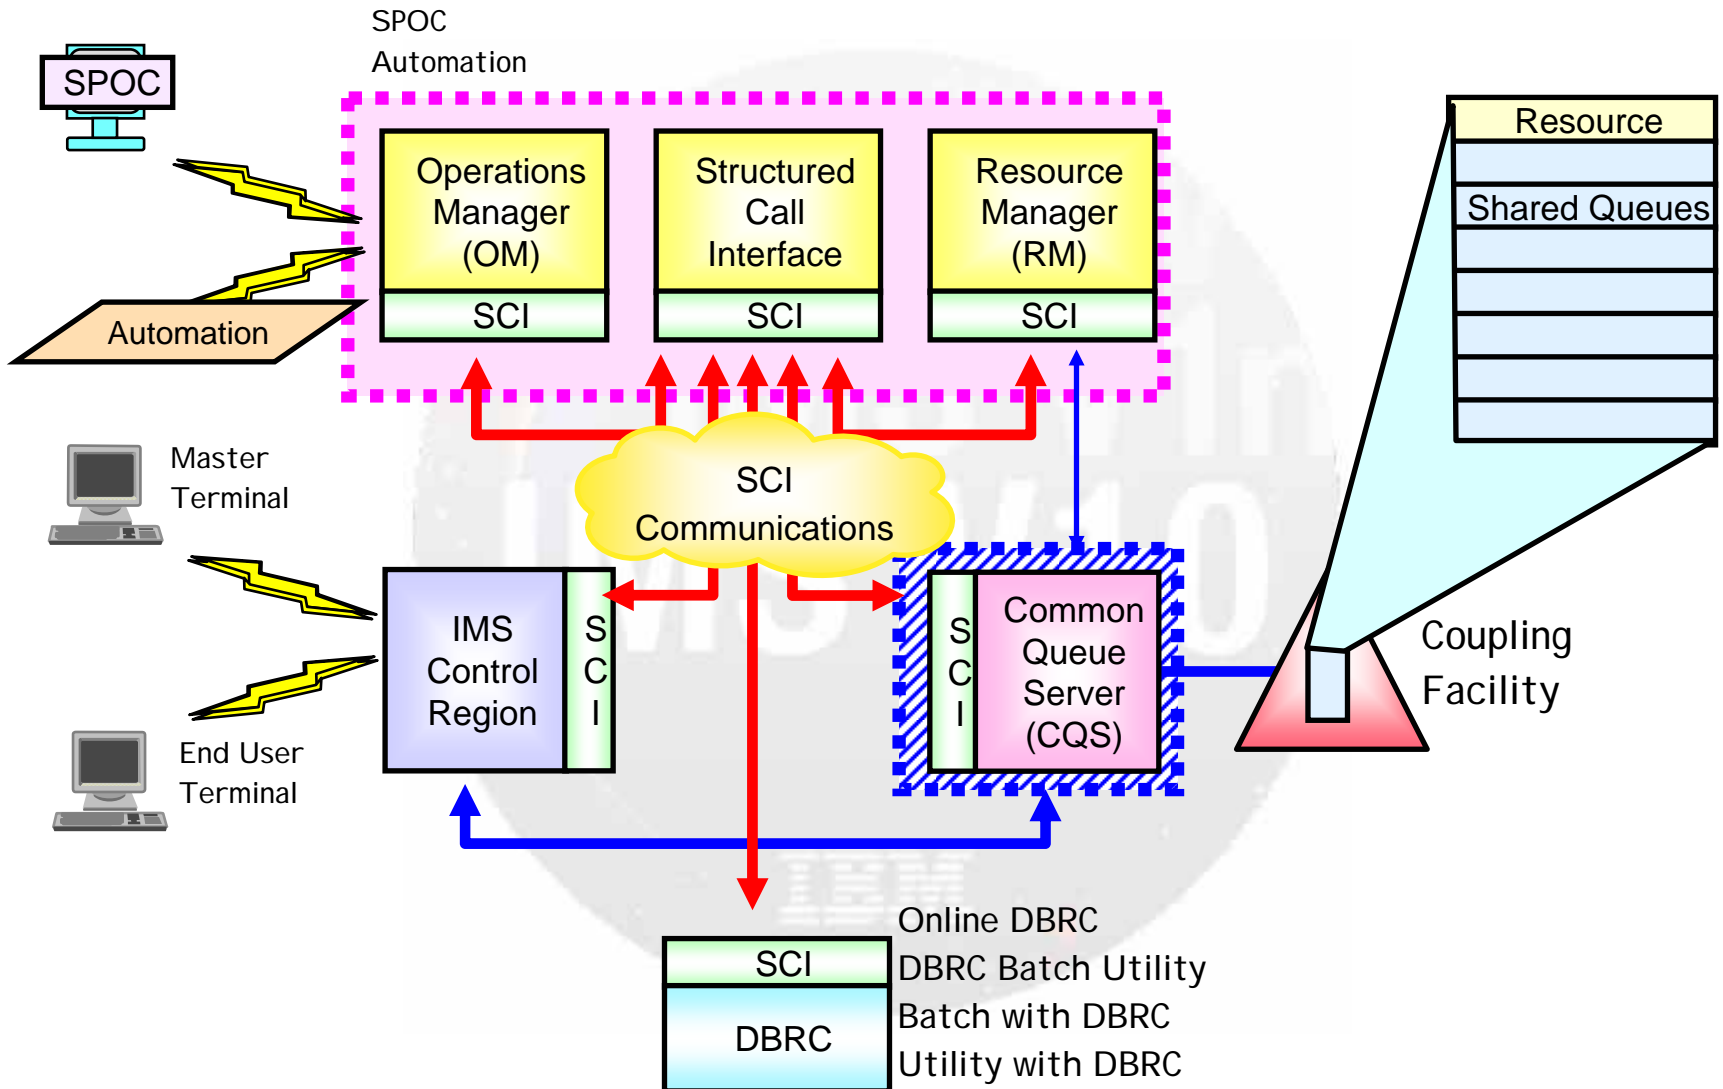 SPOC
Automation
SPOC
Operations
Manager
(OM)
SCI
Structured
Call
Interface
SCI
Resource
Manager
(RM)
SCI
Resource
Shared Queues
Automation
Master
Terminal
SCI
Communications
IMS
Control
Region
S
C
I
S
C
I
Common
Queue
Server
(CQS)
Coupling
Facility
End User
Terminal
IBM
SCI
DBRC
Online DBRC
DBRC Batch Utility
Batch with DBRC
Utility with DBRC